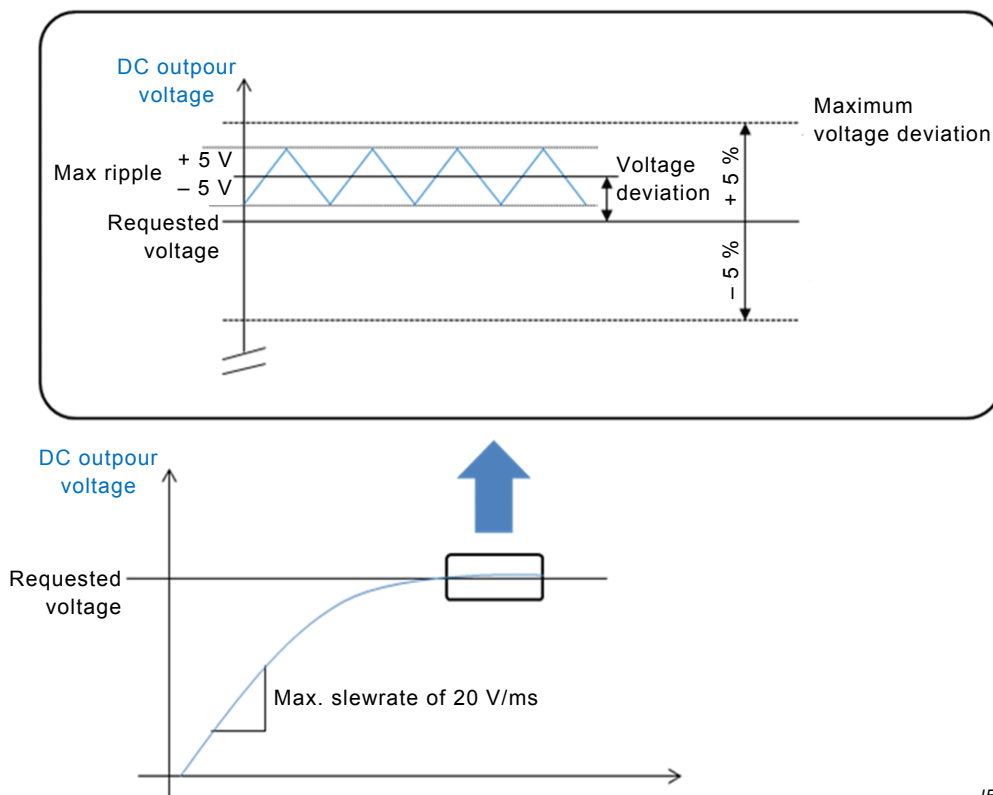 DC outpour
voltage
Maximum
voltage deviation
+ 5 V
Max ripple
– 5 V
Voltage
deviation
+ 5 %
Requested
voltage
– 5 %
DC outpour
voltage
Requested
voltage
Max. slewrate of 20 V/ms